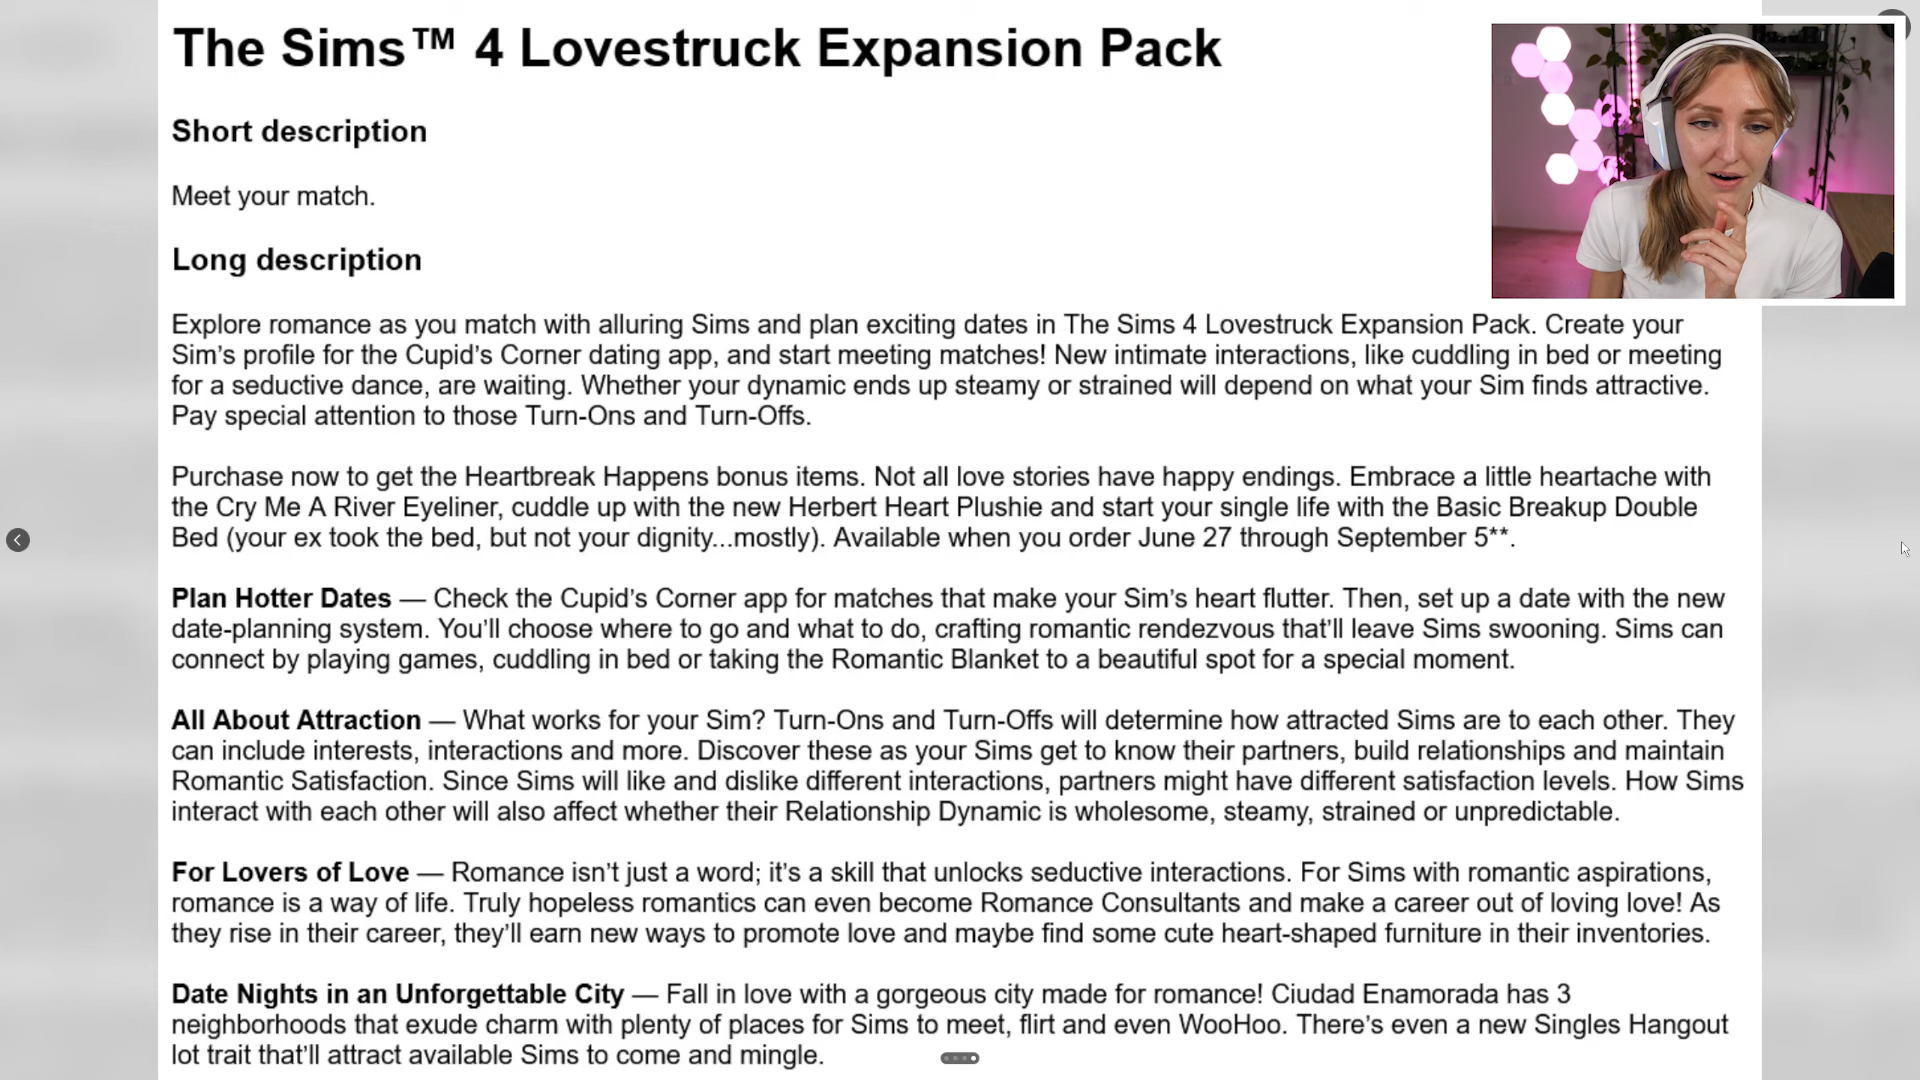 The Sims™ 4 Lovestruck Expansion Pack
Short description
Meet your match.
Long description
Explore romance as you match with alluring Sims and plan exciting dates in The Sims 4 Lovestruck Expansion Pack. Create your
Sim’s profile for the Cupid’s Corner dating app, and start meeting matches! New intimate interactions, like cuddling in bed or meeting
for a seductive dance, are waiting. Whether your dynamic ends up steamy or strained will depend on what your Sim finds attractive.
Pay special attention to those Turn-Ons and Turn-Offs.
Purchase now to get the Heartbreak Happens bonus items. Not all love stories have happy endings. Embrace a little heartache with
the Cry Me A River Eyeliner, cuddle up with the new Herbert Heart Plushie and start your single life with the Basic Breakup Double
Bed (your ex took the bed, but not your dignity...mostly). Available when you order June 27 through September 5**.
Plan Hotter Dates — Check the Cupid’s Corner app for matches that make your Sim’s heart flutter. Then, set up a date with the new
date-planning system. You’ll choose where to go and what to do, crafting romantic rendezvous that’ll leave Sims swooning. Sims can
connect by playing games, cuddling in bed or taking the Romantic Blanket to a beautiful spot for a special moment.
All About Attraction — What works for your Sim? Turn-Ons and Turn-Offs will determine how attracted Sims are to each other. They
can include interests, interactions and more. Discover these as your Sims get to know their partners, build relationships and maintain
Romantic Satisfaction. Since Sims will like and dislike different interactions, partners might have different satisfaction levels. How Sims
interact with each other will also affect whether their Relationship Dynamic is wholesome, steamy, strained or unpredictable.
For Lovers of Love — Romance isn’t just a word; it’s a skill that unlocks seductive interactions. For Sims with romantic aspirations,
romance is a way of life. Truly hopeless romantics can even become Romance Consultants and make a career out of loving love! As
they rise in their career, they’ll earn new ways to promote love and maybe find some cute heart-shaped furniture in their inventories.
Date Nights in an Unforgettable City — Fall in love with a gorgeous city made for romance! Ciudad Enamorada has 3
neighborhoods that exude charm with plenty of places for Sims to meet, flirt and even WooHoo. There’s even a new Singles Hangout
lot trait that’ll attract available Sims to come and mingle.